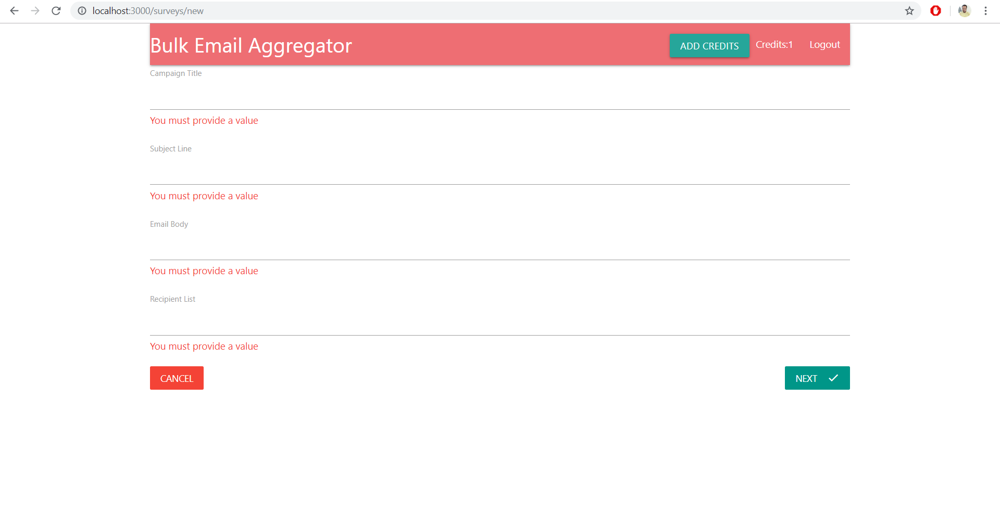 localhost:3000/surveys/new
Bulk Email Aggregator
ADD CREDITS Credits:1 Logout
Campaign Title
You must provide a value
Subject Line
You must provide a value
Email Body
You must provide a value
Recipient List
You must provide a value
CANCEL NEXT